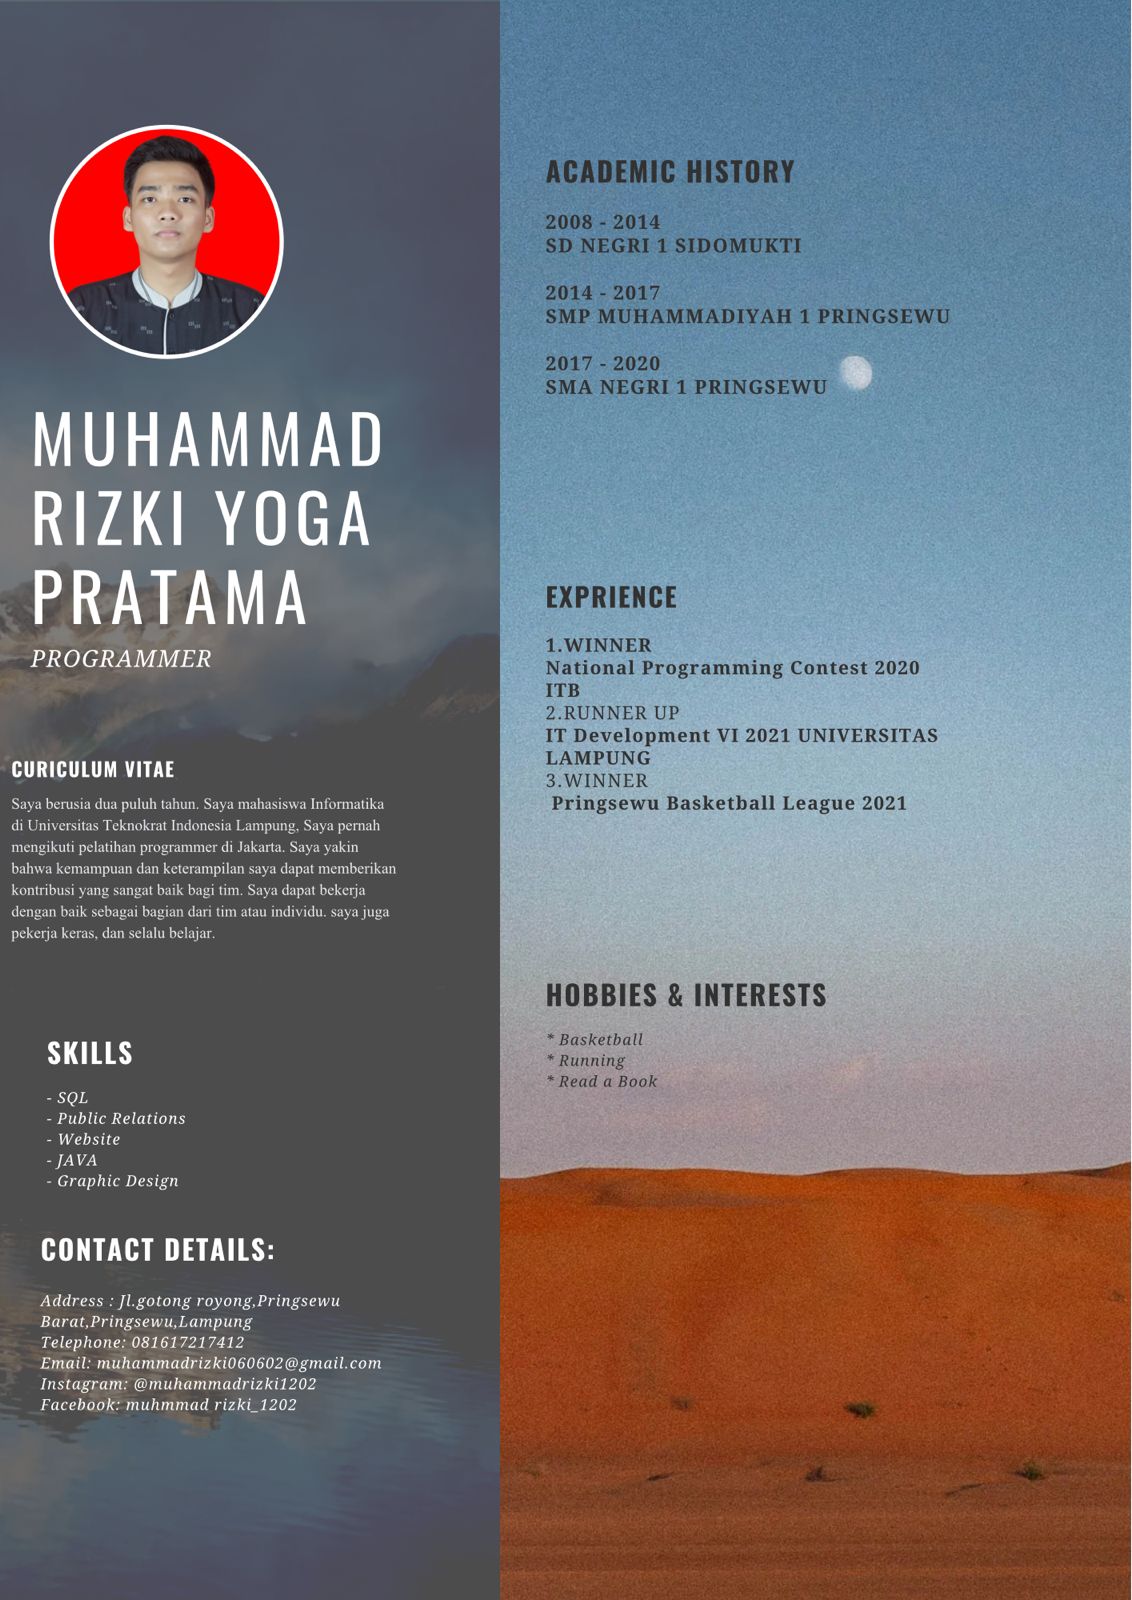 MUHAMMAD
RIZKI YOGA
PRATAMA
PROGRAMMER
CURICULUM VITAE
Saya berusia dua puluh tahun. Saya mahasiswa Informatika
di Universitas Teknokrat Indonesia Lampung, Saya pernah
mengikuti pelatihan programmer di Jakarta. Saya yakin
bahwa kemampuan dan keterampilan saya dapat memberikan
kontribusi yang sangat baik bagi tim. Saya dapat bekerja
dengan baik sebagai bagian dari tim atau individu. saya juga
pekerja keras, dan selalu belajar.
SKILLS
- SQL
- Public Relations
- Website
- JAVA
- Graphic Design
CONTACT DETAILS:
Address : Jl.gotong royong,Pringsewu
Barat,Pringsewu,Lampung
Telephone: 081617217412
Email: muhammadrizki060602@gmail.com
Instagram: @muhammadrizki1202
Facebook: muhmmad rizki_1202
ACADEMIC HISTORY
2008 - 2014
SD NEGRI 1 SIDOMUKTI
2014 - 2017
SMP MUHAMMADIYAH 1 PRINGSEWU
2017 - 2020
SMA NEGRI 1 PRINGSEWU
EXPRIENCE
1.WINNER
National Programming Contest 2020
ITB
2.RUNNER UP
IT Development VI 2021 UNIVERSITAS
LAMPUNG
3.WINNER
Pringsewu Basketball League 2021
HOBBIES & INTERESTS
* Basketball
* Running
* Read a Book